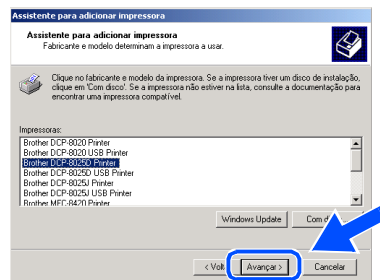 Assistente para adicionar impressora
Assistente para adicionar impressora
Fabricante e modelo determinam a impressora a usar.
Clique no fabricante e modelo da impressora. Se a impressora tiver um disco de instalação,
clique em 'Com disco'. Se a impressora não estiver na lista, consulte a documentação para
encontrar uma impressora compatível.
Impressoras:
Brother DCP-8020 Printer
Brother DCP-8020 USB Printer
Brother DCP-8025D Printer
Brother DCP-8025D USB Printer
Brother DCP-8025J Printer
Brother DCP-8025J USB Printer
Brother MFC-8420 Printer
Windows Update
Com d
< Volt
Avançar >
Cancelar